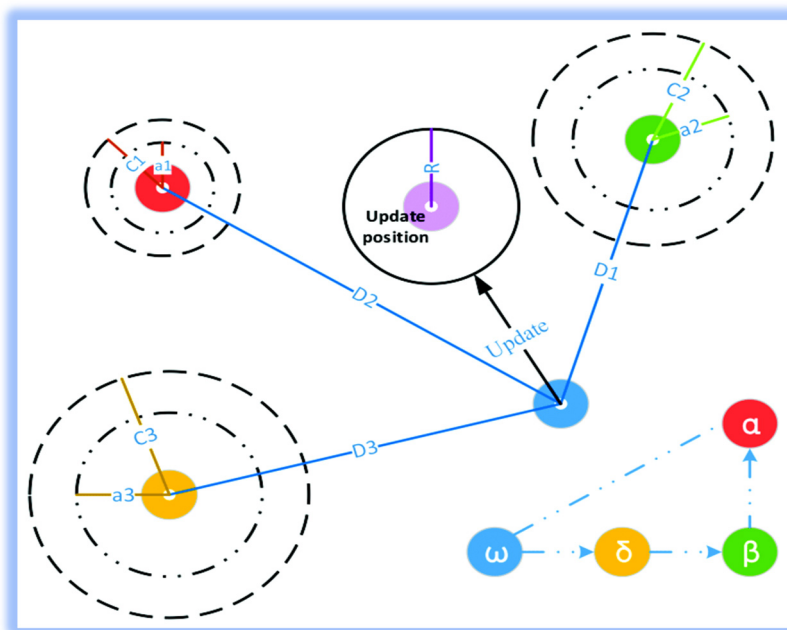 C2
a2
C1
a1
R
Update
position
D1
D2
Update
α
C3
D3
a3
ω
δ
β